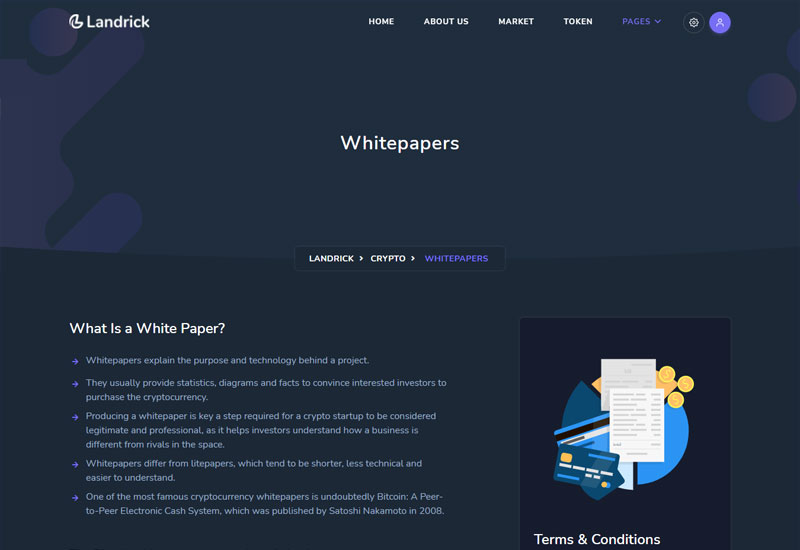 Landrick
HOME ABOUT US MARKET TOKEN PAGES
Whitepapers
LANDRICK > CRYPTO > WHITEPAPERS
What Is a White Paper?
Whitepapers explain the purpose and technology behind a project.
They usually provide statistics, diagrams and facts to convince interested investors to
purchase the cryptocurrency.
Producing a whitepaper is key a step required for a crypto startup to be considered
legitimate and professional, as it helps investors understand how a business is
different from rivals in the space.
Whitepapers differ from litepapers, which tend to be shorter, less technical and
easier to understand.
One of the most famous cryptocurrency whitepapers is undoubtedly Bitcoin: A Peer-
to-Peer Electronic Cash System, which was published by Satoshi Nakamoto in 2008.
Terms & Conditions